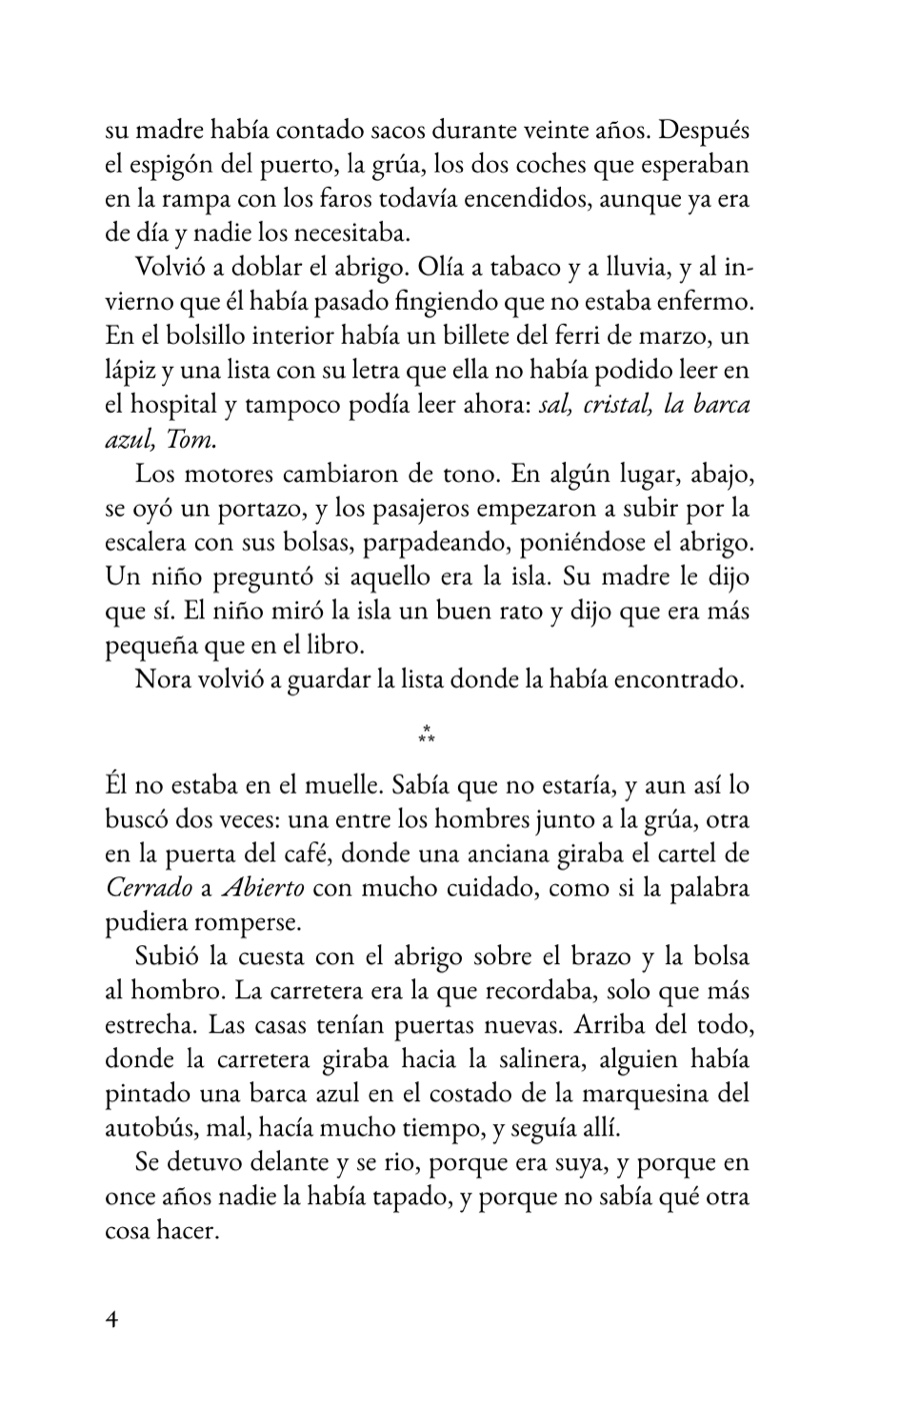 su madre había contado sacos durante veinte años. Después
el espigón del puerto, la grúa, los dos coches que esperaban
en la rampa con los faros todavía encendidos, aunque ya era
de día y nadie los necesitaba.
Volvió a doblar el abrigo. Olía a tabaco y a lluvia, y al in-
vierno que él había pasado fingiendo que no estaba enfermo.
En el bolsillo interior había un billete del ferri de marzo, un
lápiz y una lista con su letra que ella no había podido leer en
el hospital y tampoco podía leer ahora: sal, cristal, la barca
azul, Tom.
Los motores cambiaron de tono. En algún lugar, abajo,
se oyó un portazo, y los pasajeros empezaron a subir por la
escalera con sus bolsas, parpadeando, poniéndose el abrigo.
Un niño preguntó si aquello era la isla. Su madre le dijo
que sí. El niño miró la isla un buen rato y dijo que era más
pequeña que en el libro.
Nora volvió a guardar la lista donde la había encontrado.
⁂
Él no estaba en el muelle. Sabía que no estaría, y aun así lo
buscó dos veces: una entre los hombres junto a la grúa, otra
en la puerta del café, donde una anciana giraba el cartel de
Cerrado a Abierto con mucho cuidado, como si la palabra
pudiera romperse.
Subió la cuesta con el abrigo sobre el brazo y la bolsa
al hombro. La carretera era la que recordaba, solo que más
estrecha. Las casas tenían puertas nuevas. Arriba del todo,
donde la carretera giraba hacia la salinera, alguien había
pintado una barca azul en el costado de la marquesina del
autobús, mal, hacía mucho tiempo, y seguía allí.
Se detuvo delante y se rio, porque era suya, y porque en
once años nadie la había tapado, y porque no sabía qué otra
cosa hacer.
4